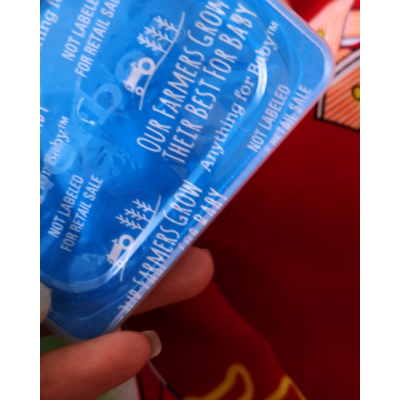 NOT LABELED
FOR RETAIL SALE
OUR FARMERS GROW
THEIR BEST FOR BABY
Anything for Baby™
NOT LABELED
FOR RETAIL SALE
NOT LABELED
FOR RETAIL SALE
OUR FARMERS GROW
BABY